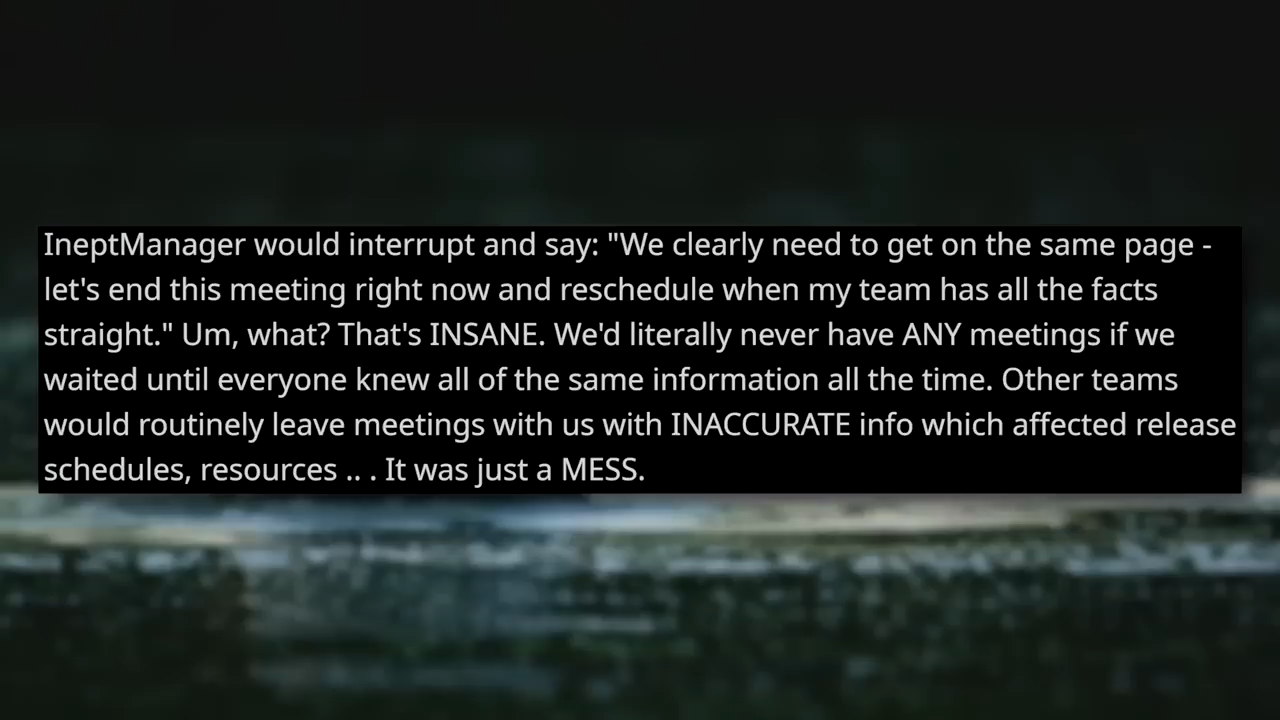 IneptManager would interrupt and say: "We clearly need to get on the same page -
let's end this meeting right now and reschedule when my team has all the facts
straight." Um, what? That's INSANE. We'd literally never have ANY meetings if we
waited until everyone knew all of the same information all the time. Other teams
would routinely leave meetings with us with INACCURATE info which affected release
schedules, resources .. . It was just a MESS.